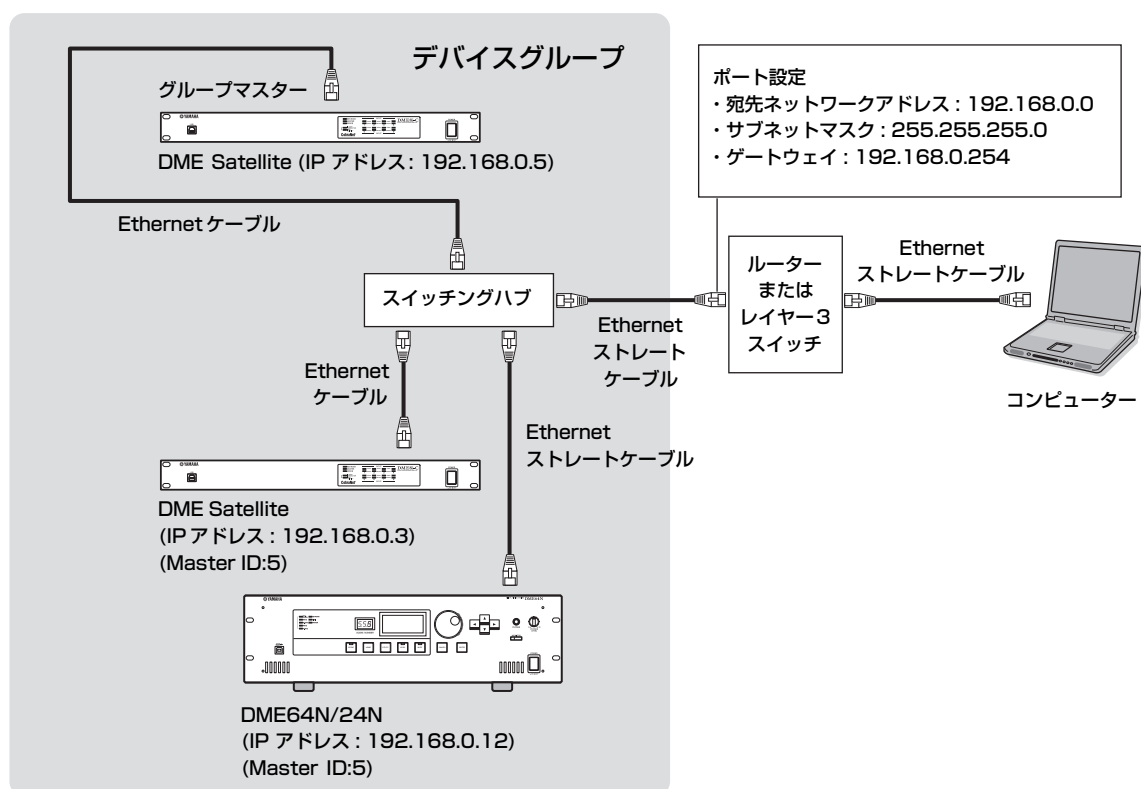 デバイスグループ
グループマスター
YAMAHA
DME Satellite (IP アドレス : 192.168.0.5)
Ethernet ケーブル
ポート設定
・宛先ネットワークアドレス : 192.168.0.0
・サブネットマスク : 255.255.255.0
・ゲートウェイ : 192.168.0.254
スイッチングハブ
Ethernet
ストレート
ケーブル
ルーター
または
レイヤー3
スイッチ
Ethernet
ストレートケーブル
コンピューター
Ethernet
ケーブル
Ethernet
ストレートケーブル
YAMAHA
DME Satellite
(IP アドレス : 192.168.0.3)
(Master ID:5)
YAMAHA
DME64N
DME64N/24N
(IP アドレス : 192.168.0.12)
(Master ID:5)